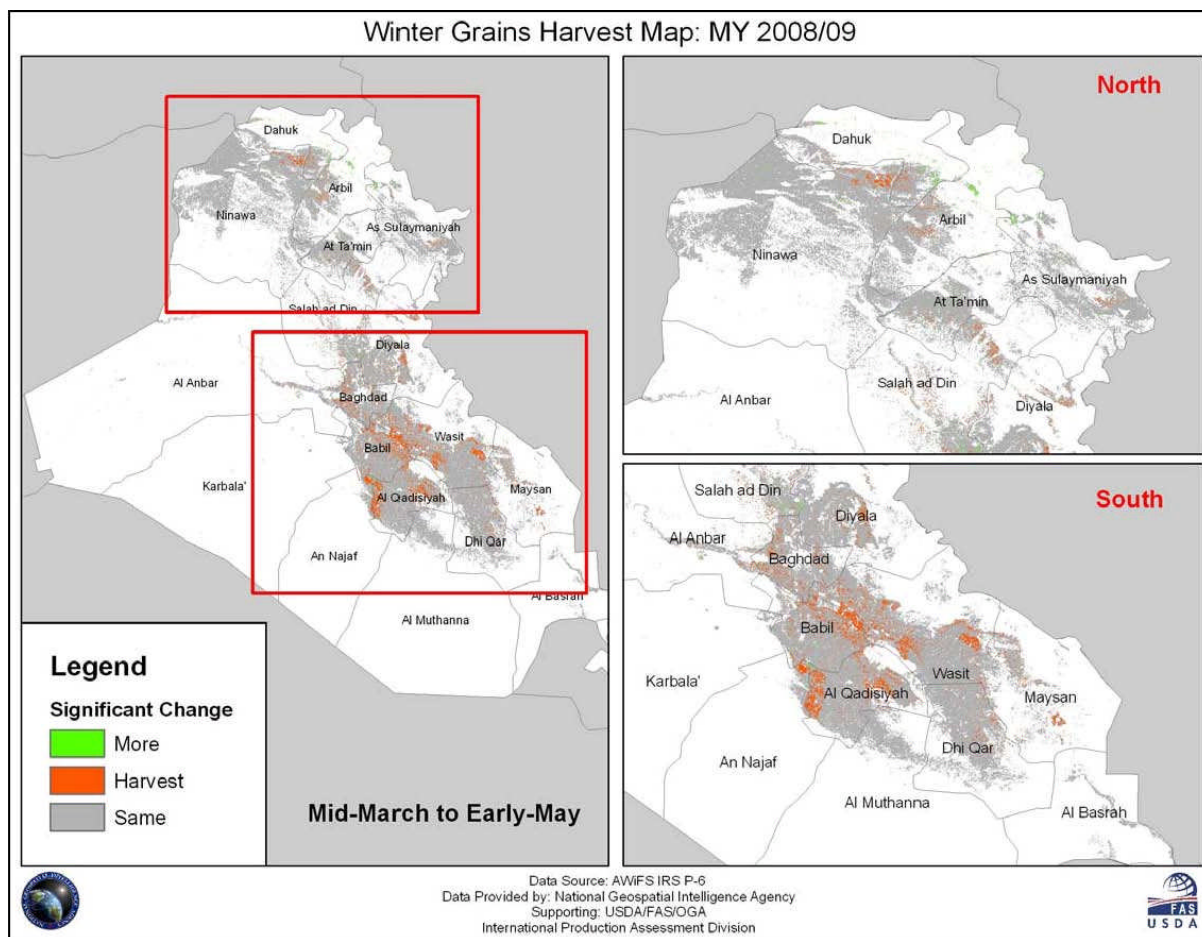 Winter Grains Harvest Map: MY 2008/09
Dahuk
Arbil
Ninawa
As Sulaymaniyah
At Ta'min
Salah ad Din
Diyala
Al Anbar
Baghdad
Wasit
Babil
Karbala'
Al Qadisiyah
Maysan
Dhi Qar
An Najaf
Al Basrah
Al Muthanna
Legend
Significant Change
More
Harvest
Same
Mid-March to Early-May
North
Dahuk
Arbil
Ninawa
As Sulaymaniyah
At Ta'min
Salah ad Din
Al Anbar
Diyala
South
Salah ad Din
Diyala
Al Anbar
Baghdad
Babil
Wasit
Karbala'
Al Qadisiyah
Maysan
Dhi Qar
An Najaf
Al Muthanna
Al Basrah
Data Source: AWiFS IRS P-6
Data Provided by: National Geospatial Intelligence Agency
Supporting: USDA/FAS/OGA
International Production Assessment Division
FAS
USDA